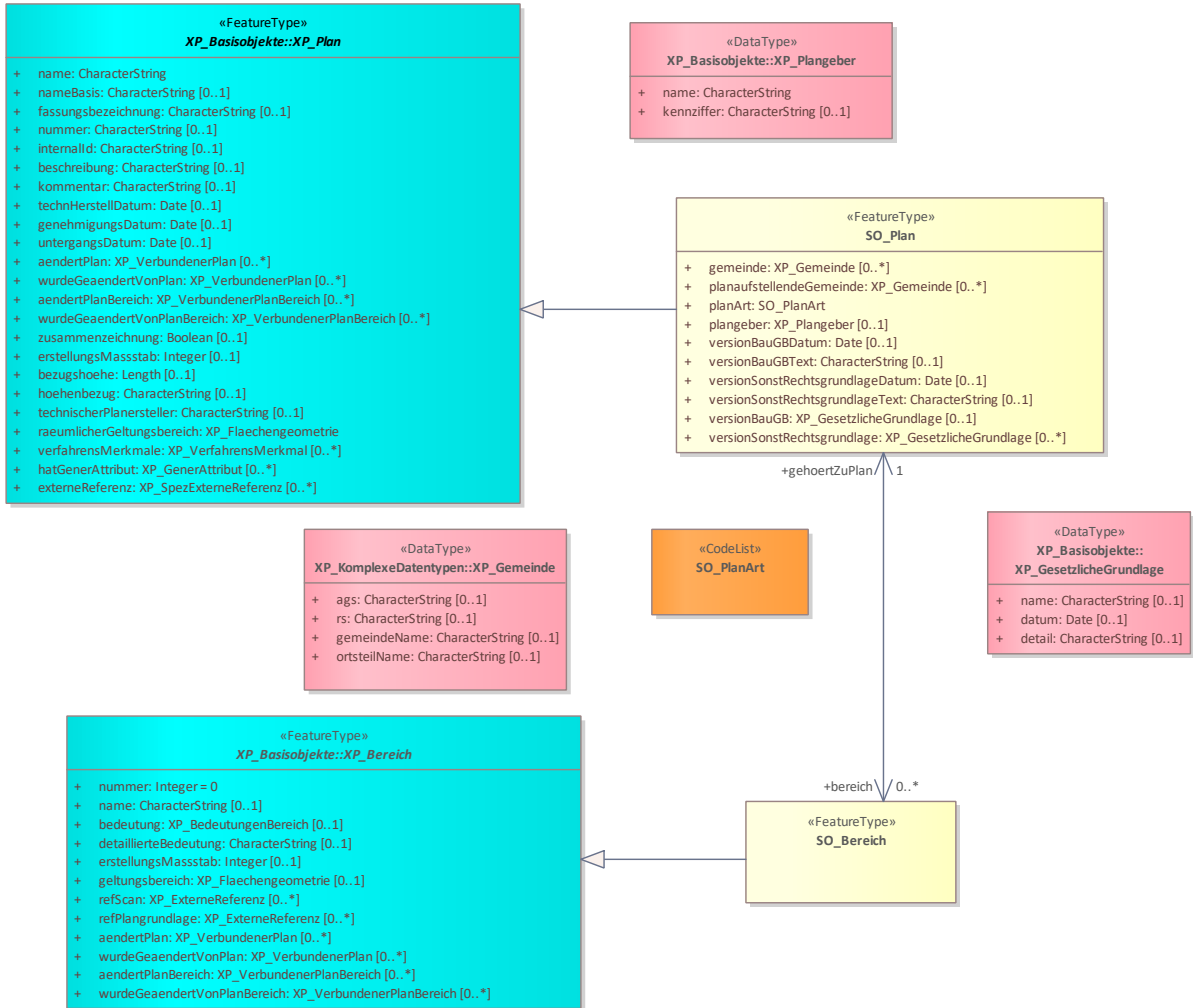 «FeatureType»
XP_Basisobjekte::XP_Plan
+ name: CharacterString
+ nameBasis: CharacterString [0..1]
+ fassungsbezeichnung: CharacterString [0..1]
+ nummer: CharacterString [0..1]
+ internalId: CharacterString [0..1]
+ beschreibung: CharacterString [0..1]
+ kommentar: CharacterString [0..1]
+ technHerstellDatum: Date [0..1]
+ genehmigungsDatum: Date [0..1]
+ untergangsDatum: Date [0..1]
+ aendertPlan: XP_VerbundenerPlan [0..*]
+ wurdeGeaendertVonPlan: XP_VerbundenerPlan [0..*]
+ aendertPlanBereich: XP_VerbundenerPlanBereich [0..*]
+ wurdeGeaendertVonPlanBereich: XP_VerbundenerPlanBereich [0..*]
+ zusammenzeichnung: Boolean [0..1]
+ erstellungsMassstab: Integer [0..1]
+ bezugshoehe: Length [0..1]
+ hoehenbezug: CharacterString [0..1]
+ technischerPlanersteller: CharacterString [0..1]
+ raeumlicherGeltungsbereich: XP_Flaechengeometrie
+ verfahrensMerkmale: XP_VerfahrensMerkmal [0..*]
+ hatGenerAttribut: XP_GenerAttribut [0..*]
+ externeReferenz: XP_SpezExterneReferenz [0..*]
«DataType»
XP_Basisobjekte::XP_Plangeber
+ name: CharacterString
+ kennziffer: CharacterString [0..1]
«FeatureType»
SO_Plan
+ gemeinde: XP_Gemeinde [0..*]
+ planaufstellendeGemeinde: XP_Gemeinde [0..*]
+ planArt: SO_PlanArt
+ plangeber: XP_Plangeber [0..1]
+ versionBauGBDatum: Date [0..1]
+ versionBauGBText: CharacterString [0..1]
+ versionSonstRechtsgrundlageDatum: Date [0..1]
+ versionSonstRechtsgrundlageText: CharacterString [0..1]
+ versionBauGB: XP_GesetzlicheGrundlage [0..1]
+ versionSonstRechtsgrundlage: XP_GesetzlicheGrundlage [0..*]
+gehoertZuPlan 1
«DataType»
XP_KomplexeDatentypen::XP_Gemeinde
+ ags: CharacterString [0..1]
+ rs: CharacterString [0..1]
+ gemeindeName: CharacterString [0..1]
+ ortsteilName: CharacterString [0..1]
«CodeList»
SO_PlanArt
«DataType»
XP_Basisobjekte::
XP_GesetzlicheGrundlage
+ name: CharacterString [0..1]
+ datum: Date [0..1]
+ detail: CharacterString [0..1]
«FeatureType»
XP_Basisobjekte::XP_Bereich
+ nummer: Integer = 0
+ name: CharacterString [0..1]
+ bedeutung: XP_BedeutungenBereich [0..1]
+ detaillierteBedeutung: CharacterString [0..1]
+ erstellungsMassstab: Integer [0..1]
+ geltungsbereich: XP_Flaechengeometrie [0..1]
+ refScan: XP_ExterneReferenz [0..*]
+ refPlangrundlage: XP_ExterneReferenz [0..*]
+ aendertPlan: XP_VerbundenerPlan [0..*]
+ wurdeGeaendertVonPlan: XP_VerbundenerPlan [0..*]
+ aendertPlanBereich: XP_VerbundenerPlanBereich [0..*]
+ wurdeGeaendertVonPlanBereich: XP_VerbundenerPlanBereich [0..*]
+bereich 0..*
«FeatureType»
SO_Bereich